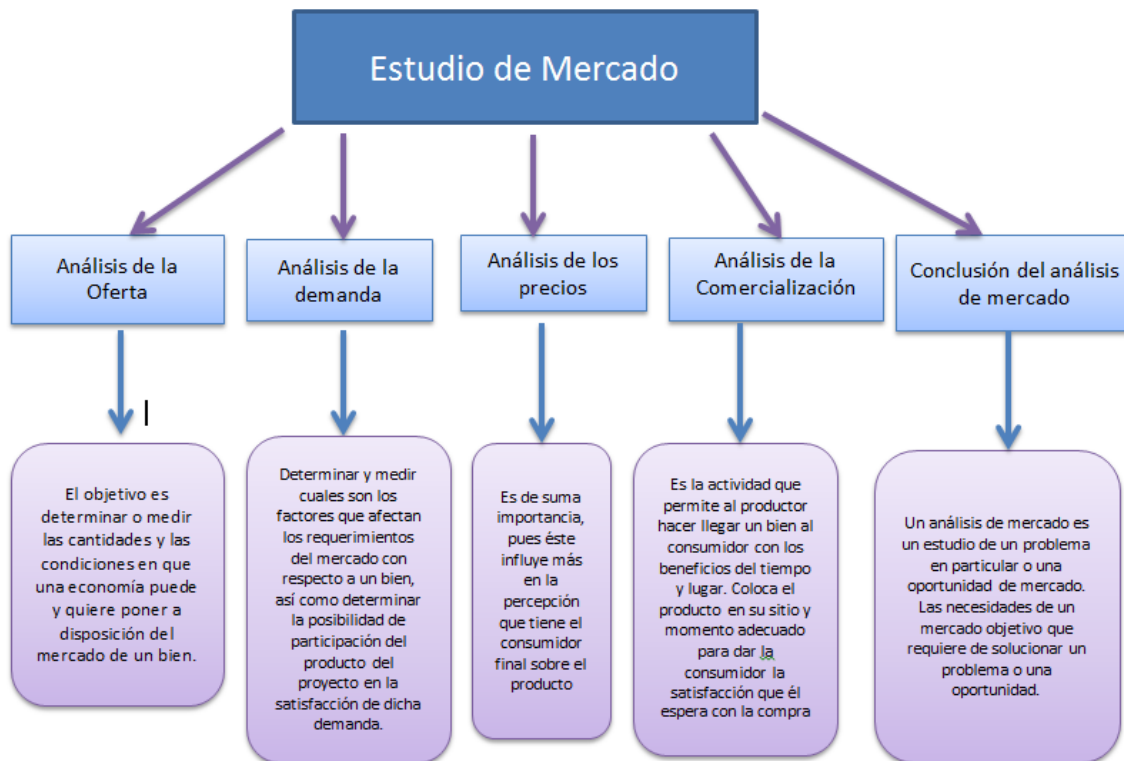 Estudio de Mercado
Análisis de la
Oferta
Análisis de la
demanda
Análisis de los
precios
Análisis de la
Comercialización
Conclusión del análisis
de mercado
El objetivo es
determinar o medir
las cantidades y las
condiciones en que
una economía puede
y quiere poner a
disposición del
mercado de un bien.
Determinar y medir
cuales son los
factores que afectan
los requerimientos
del mercado con
respecto a un bien,
así como determinar
la posibilidad de
participación del
producto del
proyecto en la
satisfacción de dicha
demanda.
Es de suma
importancia,
pues éste
influye más
en la
percepción
que tiene el
consumidor
final sobre el
producto
Es la actividad que
permite al productor
hacer llegar un bien al
consumidor con los
beneficios del tiempo
y lugar. Coloca el
producto en su sitio y
momento adecuado
para dar la
consumidor la
satisfacción que él
espera con la compra
Un análisis de mercado es
un estudio de un problema
en particular o una
oportunidad de mercado.
Las necesidades de un
mercado objetivo que
requiere de solucionar un
problema o una
oportunidad.